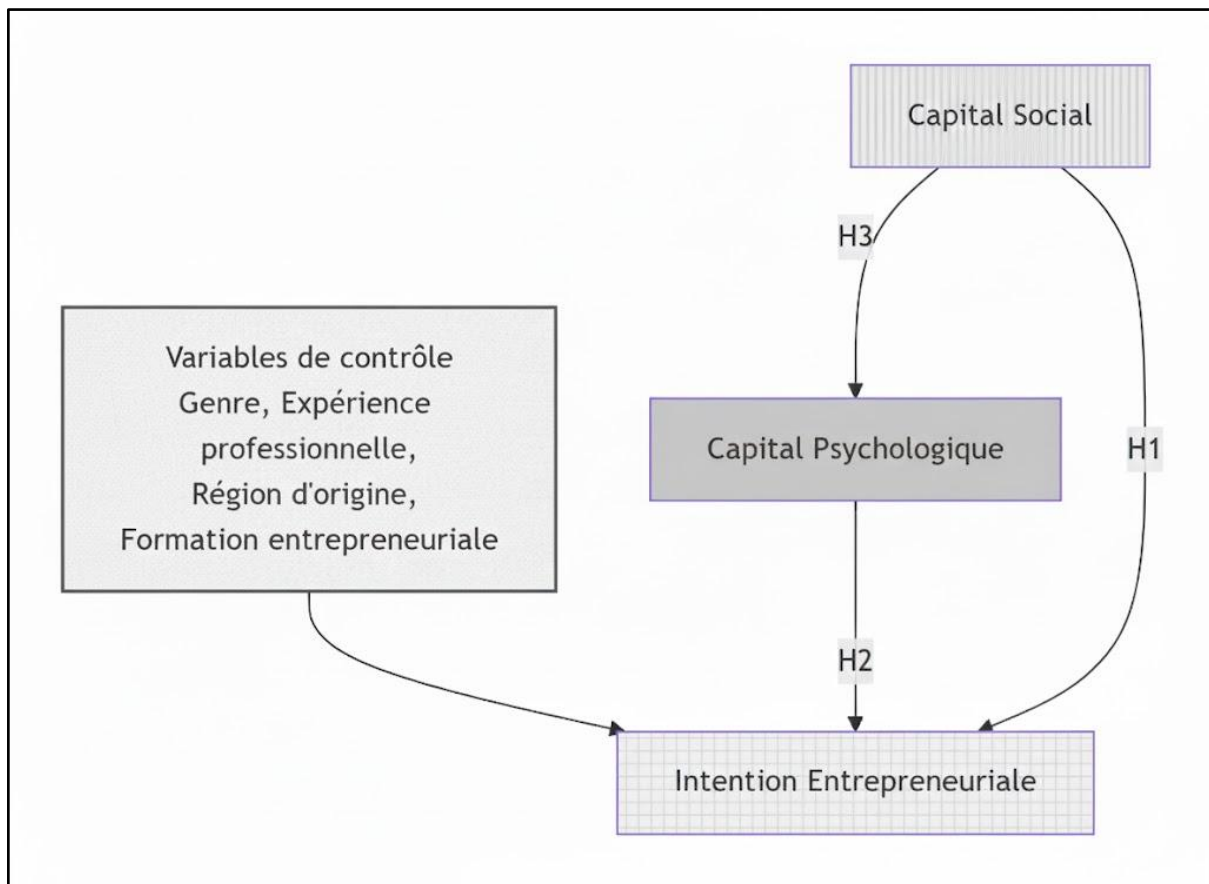 Capital Social
H3
Variables de contrôle
Genre, Expérience
professionnelle,
Région d'origine,
Formation entrepreneuriale
Capital Psychologique
H1
H2
Intention Entrepreneuriale